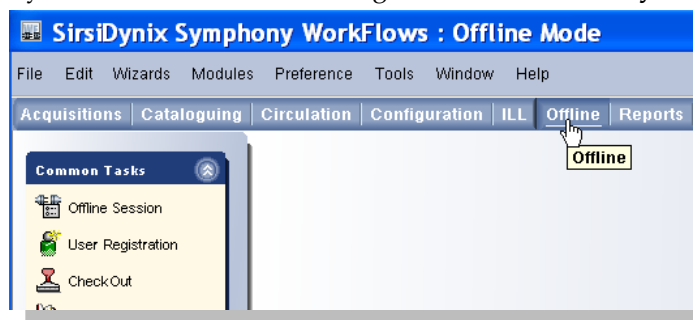 SirsiDynix Symphony WorkFlows : Offline Mode
File Edit Wizards Modules Preference Tools Window Help
Acquisitions Cataloguing Circulation Configuration ILL Offline Reports
Offline
Common Tasks
Offline Session
User Registration
CheckOut